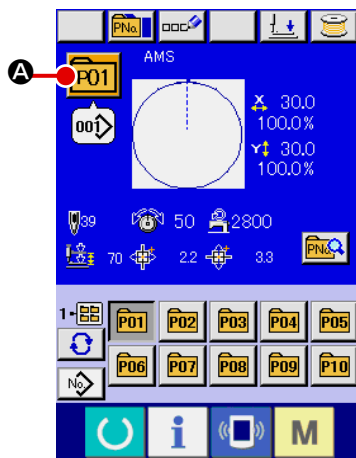 PNo.
A
P01
AMS
001
X 30.0
100.0%
Y 30.0
100.0%
39 50 2800
70 2.2 3.3 PNo.
1- P01 P02 P03 P04 P05
No. P06 P07 P08 P09 P10
i M